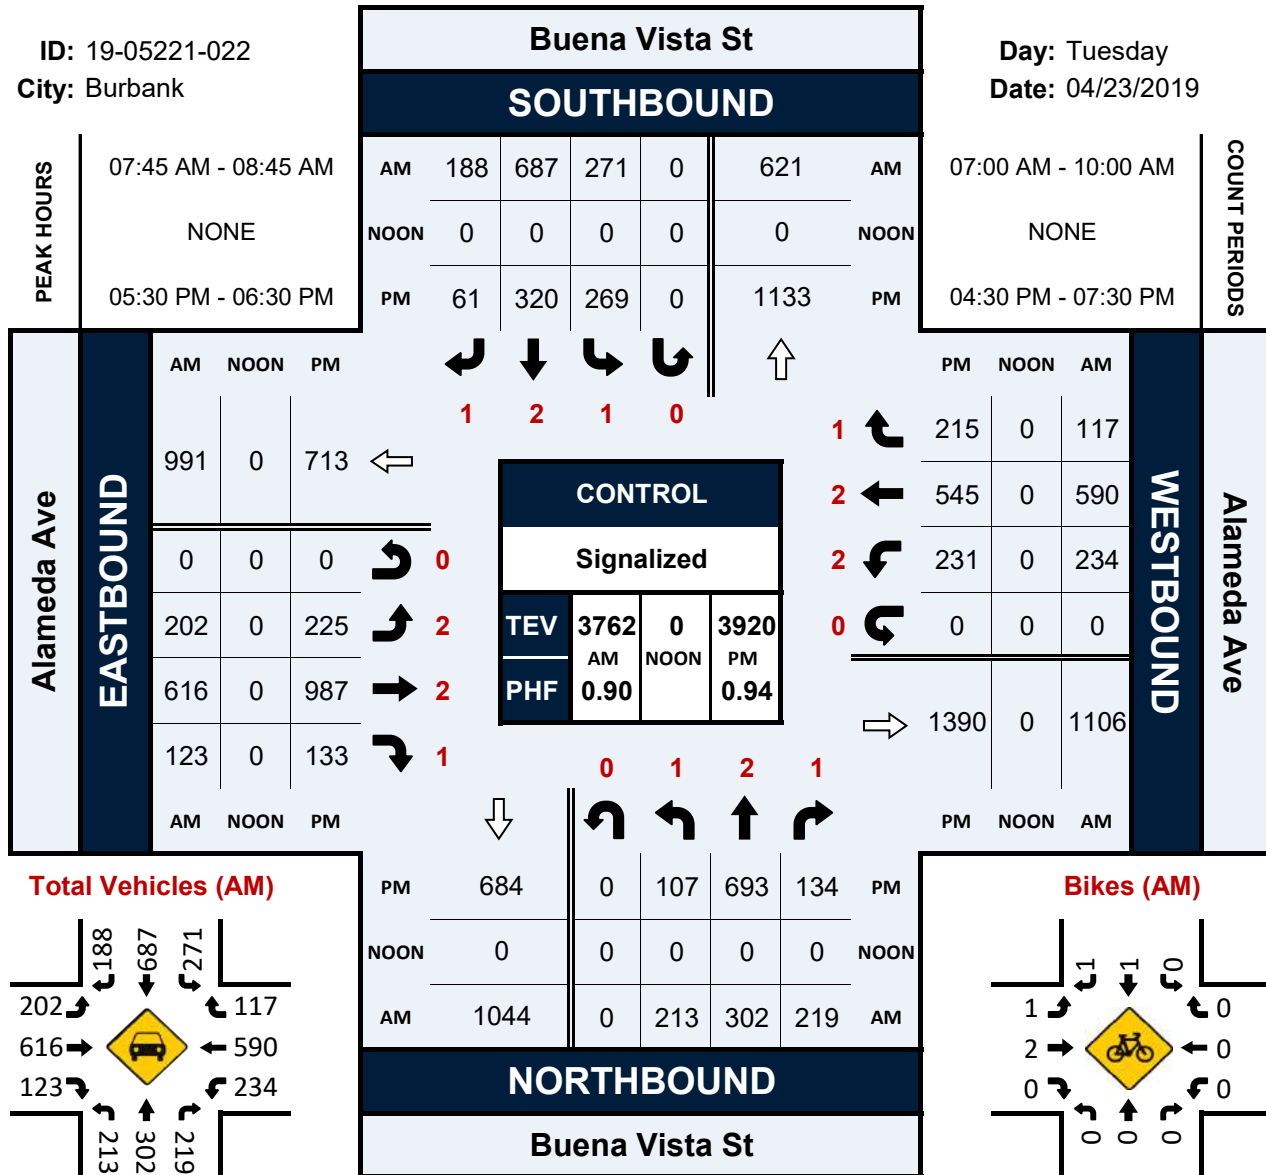 Buena Vista St
ID: 19-05221-022
Day: Tuesday
City: Burbank
Date: 04/23/2019
SOUTHBOUND
PEAK HOURS
07:45 AM - 08:45 AM
AM 188 687 271 0 621 AM
07:00 AM - 10:00 AM
COUNT PERIODS
NONE
NOON 0 0 0 0 0 NOON
NONE
05:30 PM - 06:30 PM
PM 61 320 269 0 1133 PM
04:30 PM - 07:30 PM
AM NOON PM
PM NOON AM
1 2 1 0
Alameda Ave
EASTBOUND
991 0 713
0 0 0 0
202 0 225 2
616 0 987 2
123 0 133 1
AM NOON PM
CONTROL
Signalized
TEV 3762 0 3920
AM NOON PM
PHF 0.90 0.94
1 215 0 117
2 545 0 590
2 231 0 234
0 0 0 0
1390 0 1106
PM NOON AM
WESTBOUND
Alameda Ave
0 1 2 1
PM 684 0 107 693 134 PM
NOON 0 0 0 0 0 NOON
AM 1044 0 213 302 219 AM
NORTHBOUND
Buena Vista St
Total Vehicles (AM)
188 687 271
202 117
616 590
123 234
213 302 219
Bikes (AM)
1 1 0
1 0
2 0
0 0
0 0 0